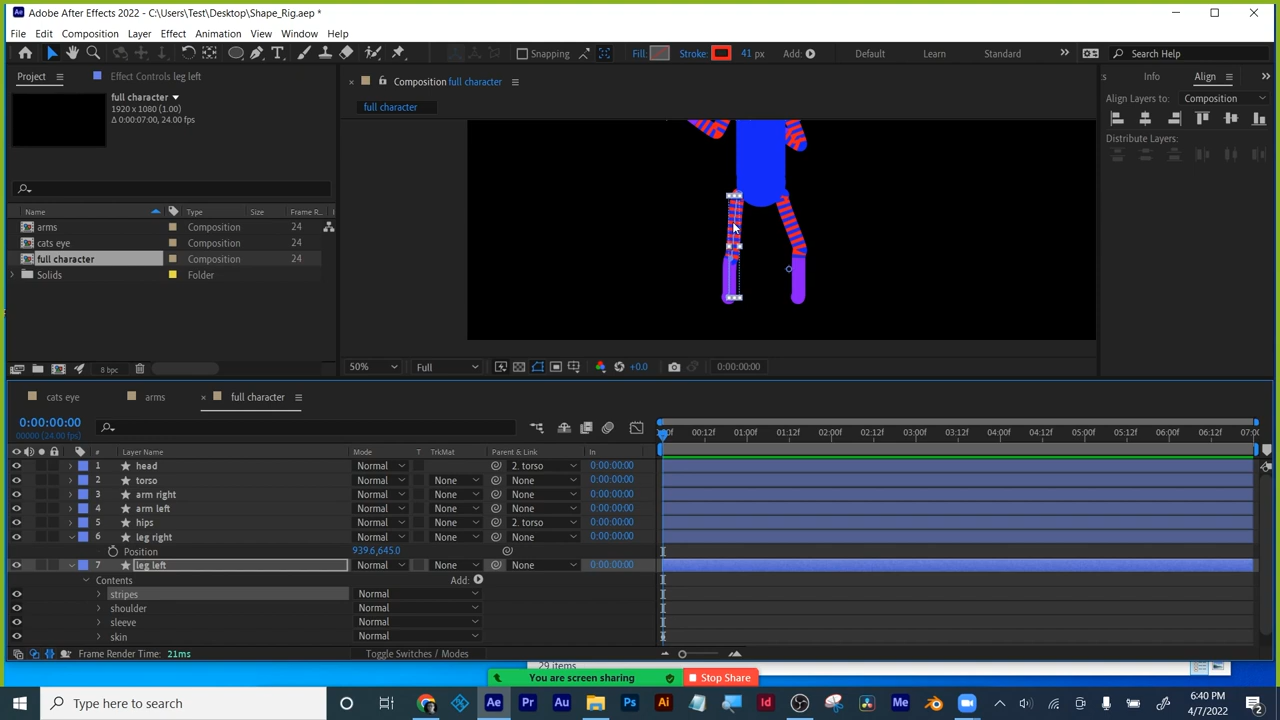 Adobe After Effects 2022 - C:\Users\Test\Desktop\Shape_Rig.aep *
File Edit Composition Layer Effect Animation View Window Help
Snapping Fill: Stroke: 41 px Add: Default Learn Standard Search Help
Project Effect Controls leg left Composition full character Info Align
full character
1920 x 1080 (1.00)
Δ 0:00:07:00, 24.00 fps
full character
Align Layers to: Composition
Distribute Layers:
Name Type Size Frame R...
arms Composition 24
cats eye Composition 24
full character Composition 24
Solids Folder
8 bpc
50% Full +0.0 0:00:00:00
cats eye arms full character
0:00:00:00
00000 (24.00 fps)
00f 00:12f 01:00f 01:12f 02:00f 02:12f 03:00f 03:12f 04:00f 04:12f 05:00f 05:12f 06:00f 06:12f 07:0
# Layer Name Mode T TrkMat Parent & Link In
1 head Normal 2. torso 0:00:00:00
2 torso Normal None None 0:00:00:00
3 arm right Normal None None 0:00:00:00
4 arm left Normal None None 0:00:00:00
5 hips Normal None 2. torso 0:00:00:00
6 leg right Normal None None 0:00:00:00
Position 939.6,645.0
7 leg left Normal None None 0:00:00:00
Contents Add:
stripes Normal
shoulder Normal
sleeve Normal
skin Normal
Frame Render Time: 21ms Toggle Switches / Modes
29 items
You are screen sharing Stop Share
Type here to search
6:40 PM
4/7/2022